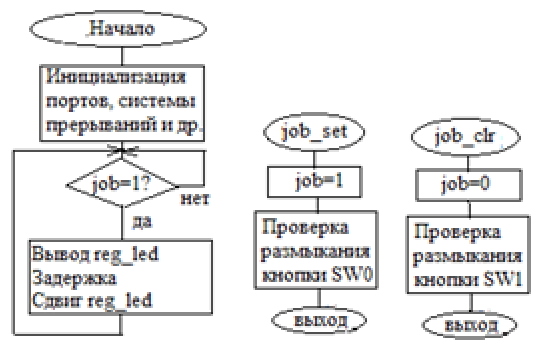 Начало
Инициализация
портов, системы
прерываний и др.
job=1?
нет
да
Вывод reg_led
Задержка
Сдвиг reg_led
job_set
job=1
Проверка
размыкания
кнопки SW0
выход
job_clr
job=0
Проверка
размыкания
кнопки SW1
выход